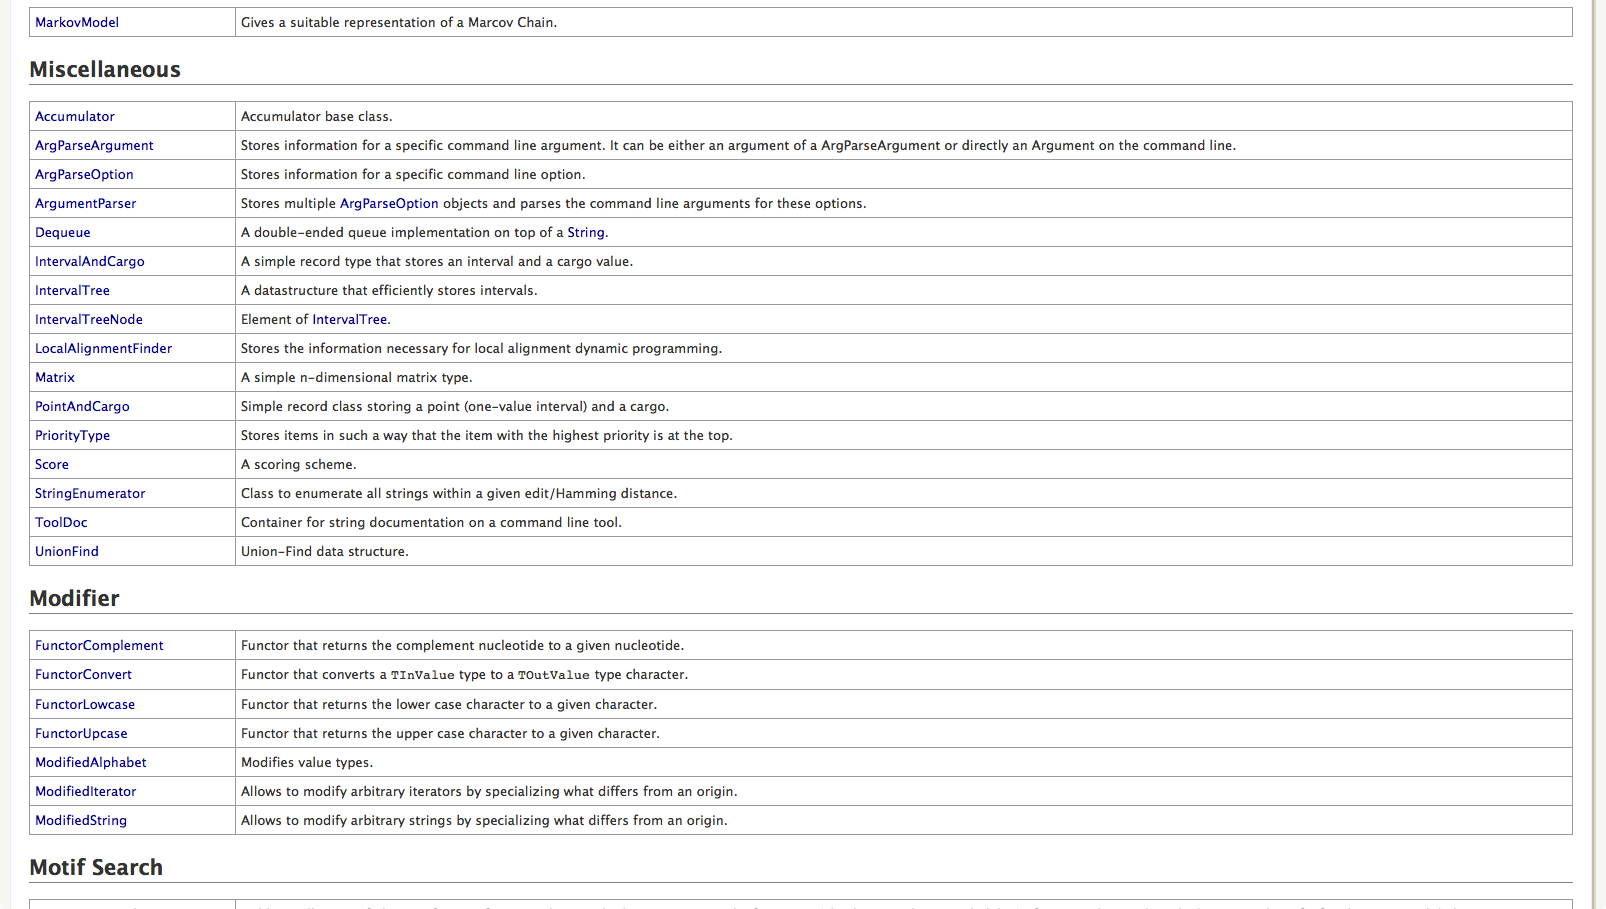 MarkovModel Gives a suitable representation of a Marcov Chain.
Miscellaneous
Accumulator Accumulator base class.
ArgParseArgument Stores information for a specific command line argument. It can be either an argument of a ArgParseArgument or directly an Argument on the command line.
ArgParseOption Stores information for a specific command line option.
ArgumentParser Stores multiple ArgParseOption objects and parses the command line arguments for these options.
Dequeue A double-ended queue implementation on top of a String.
IntervalAndCargo A simple record type that stores an interval and a cargo value.
IntervalTree A datastructure that efficiently stores intervals.
IntervalTreeNode Element of IntervalTree.
LocalAlignmentFinder Stores the information necessary for local alignment dynamic programming.
Matrix A simple n-dimensional matrix type.
PointAndCargo Simple record class storing a point (one-value interval) and a cargo.
PriorityType Stores items in such a way that the item with the highest priority is at the top.
Score A scoring scheme.
StringEnumerator Class to enumerate all strings within a given edit/Hamming distance.
ToolDoc Container for string documentation on a command line tool.
UnionFind Union-Find data structure.
Modifier
FunctorComplement Functor that returns the complement nucleotide to a given nucleotide.
FunctorConvert Functor that converts a TInValue type to a TOutValue type character.
FunctorLowcase Functor that returns the lower case character to a given character.
FunctorUpcase Functor that returns the upper case character to a given character.
ModifiedAlphabet Modifies value types.
ModifiedIterator Allows to modify arbitrary iterators by specializing what differs from an origin.
ModifiedString Allows to modify arbitrary strings by specializing what differs from an origin.
Motif Search